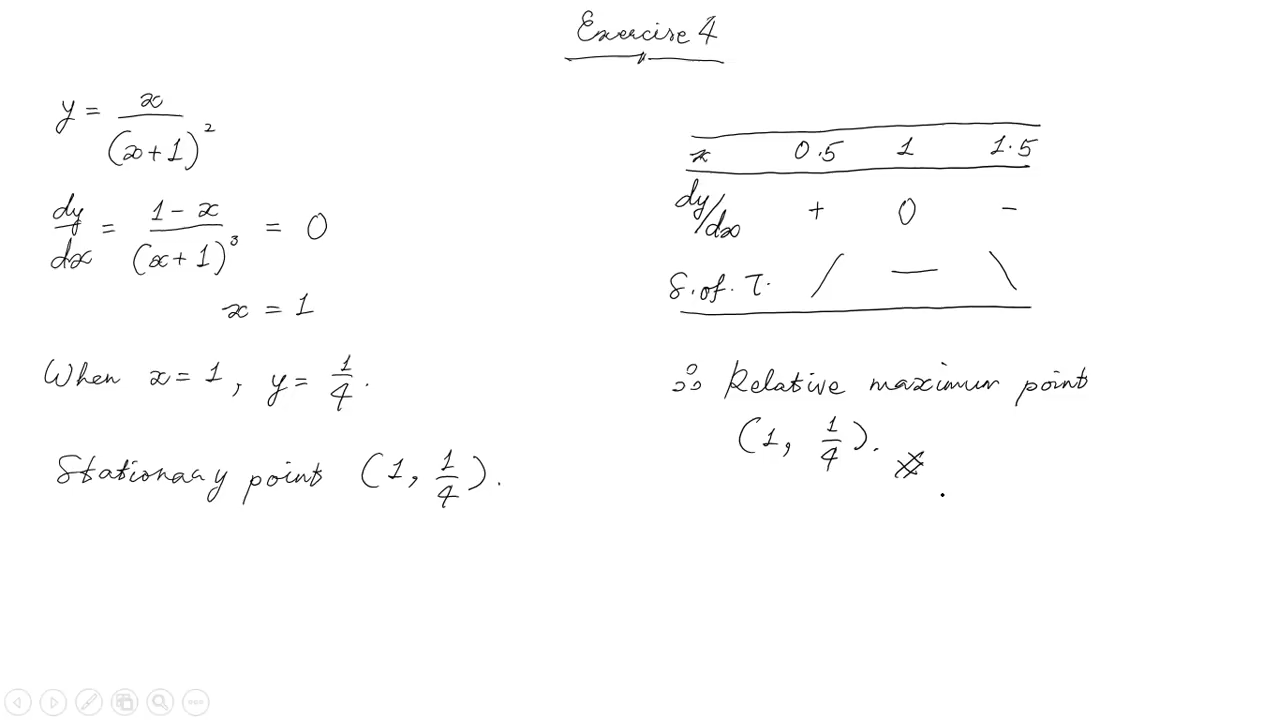 Exercise 4
y = x / (x+1)²
dy/dx = (1 - x) / (x+1)³ = 0
x = 1
When x = 1, y = 1/4.
Stationary point (1, 1/4).
x 0.5 1 1.5
dy/dx + 0 -
S. of. T. / — \
∴ Relative maximum point
(1, 1/4). #